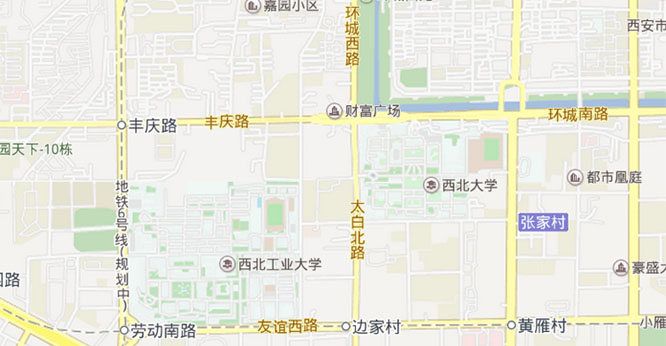 嘉园小区
环城西路
西安市
财富广场
环城南路
丰庆路
丰庆路
园天下-10栋
西北大学
都市凰庭
地铁6号线(规划中)
太白北路
张家村
西北工业大学
豪盛大
路
劳动南路
友谊西路
边家村
黄雁村
小雁